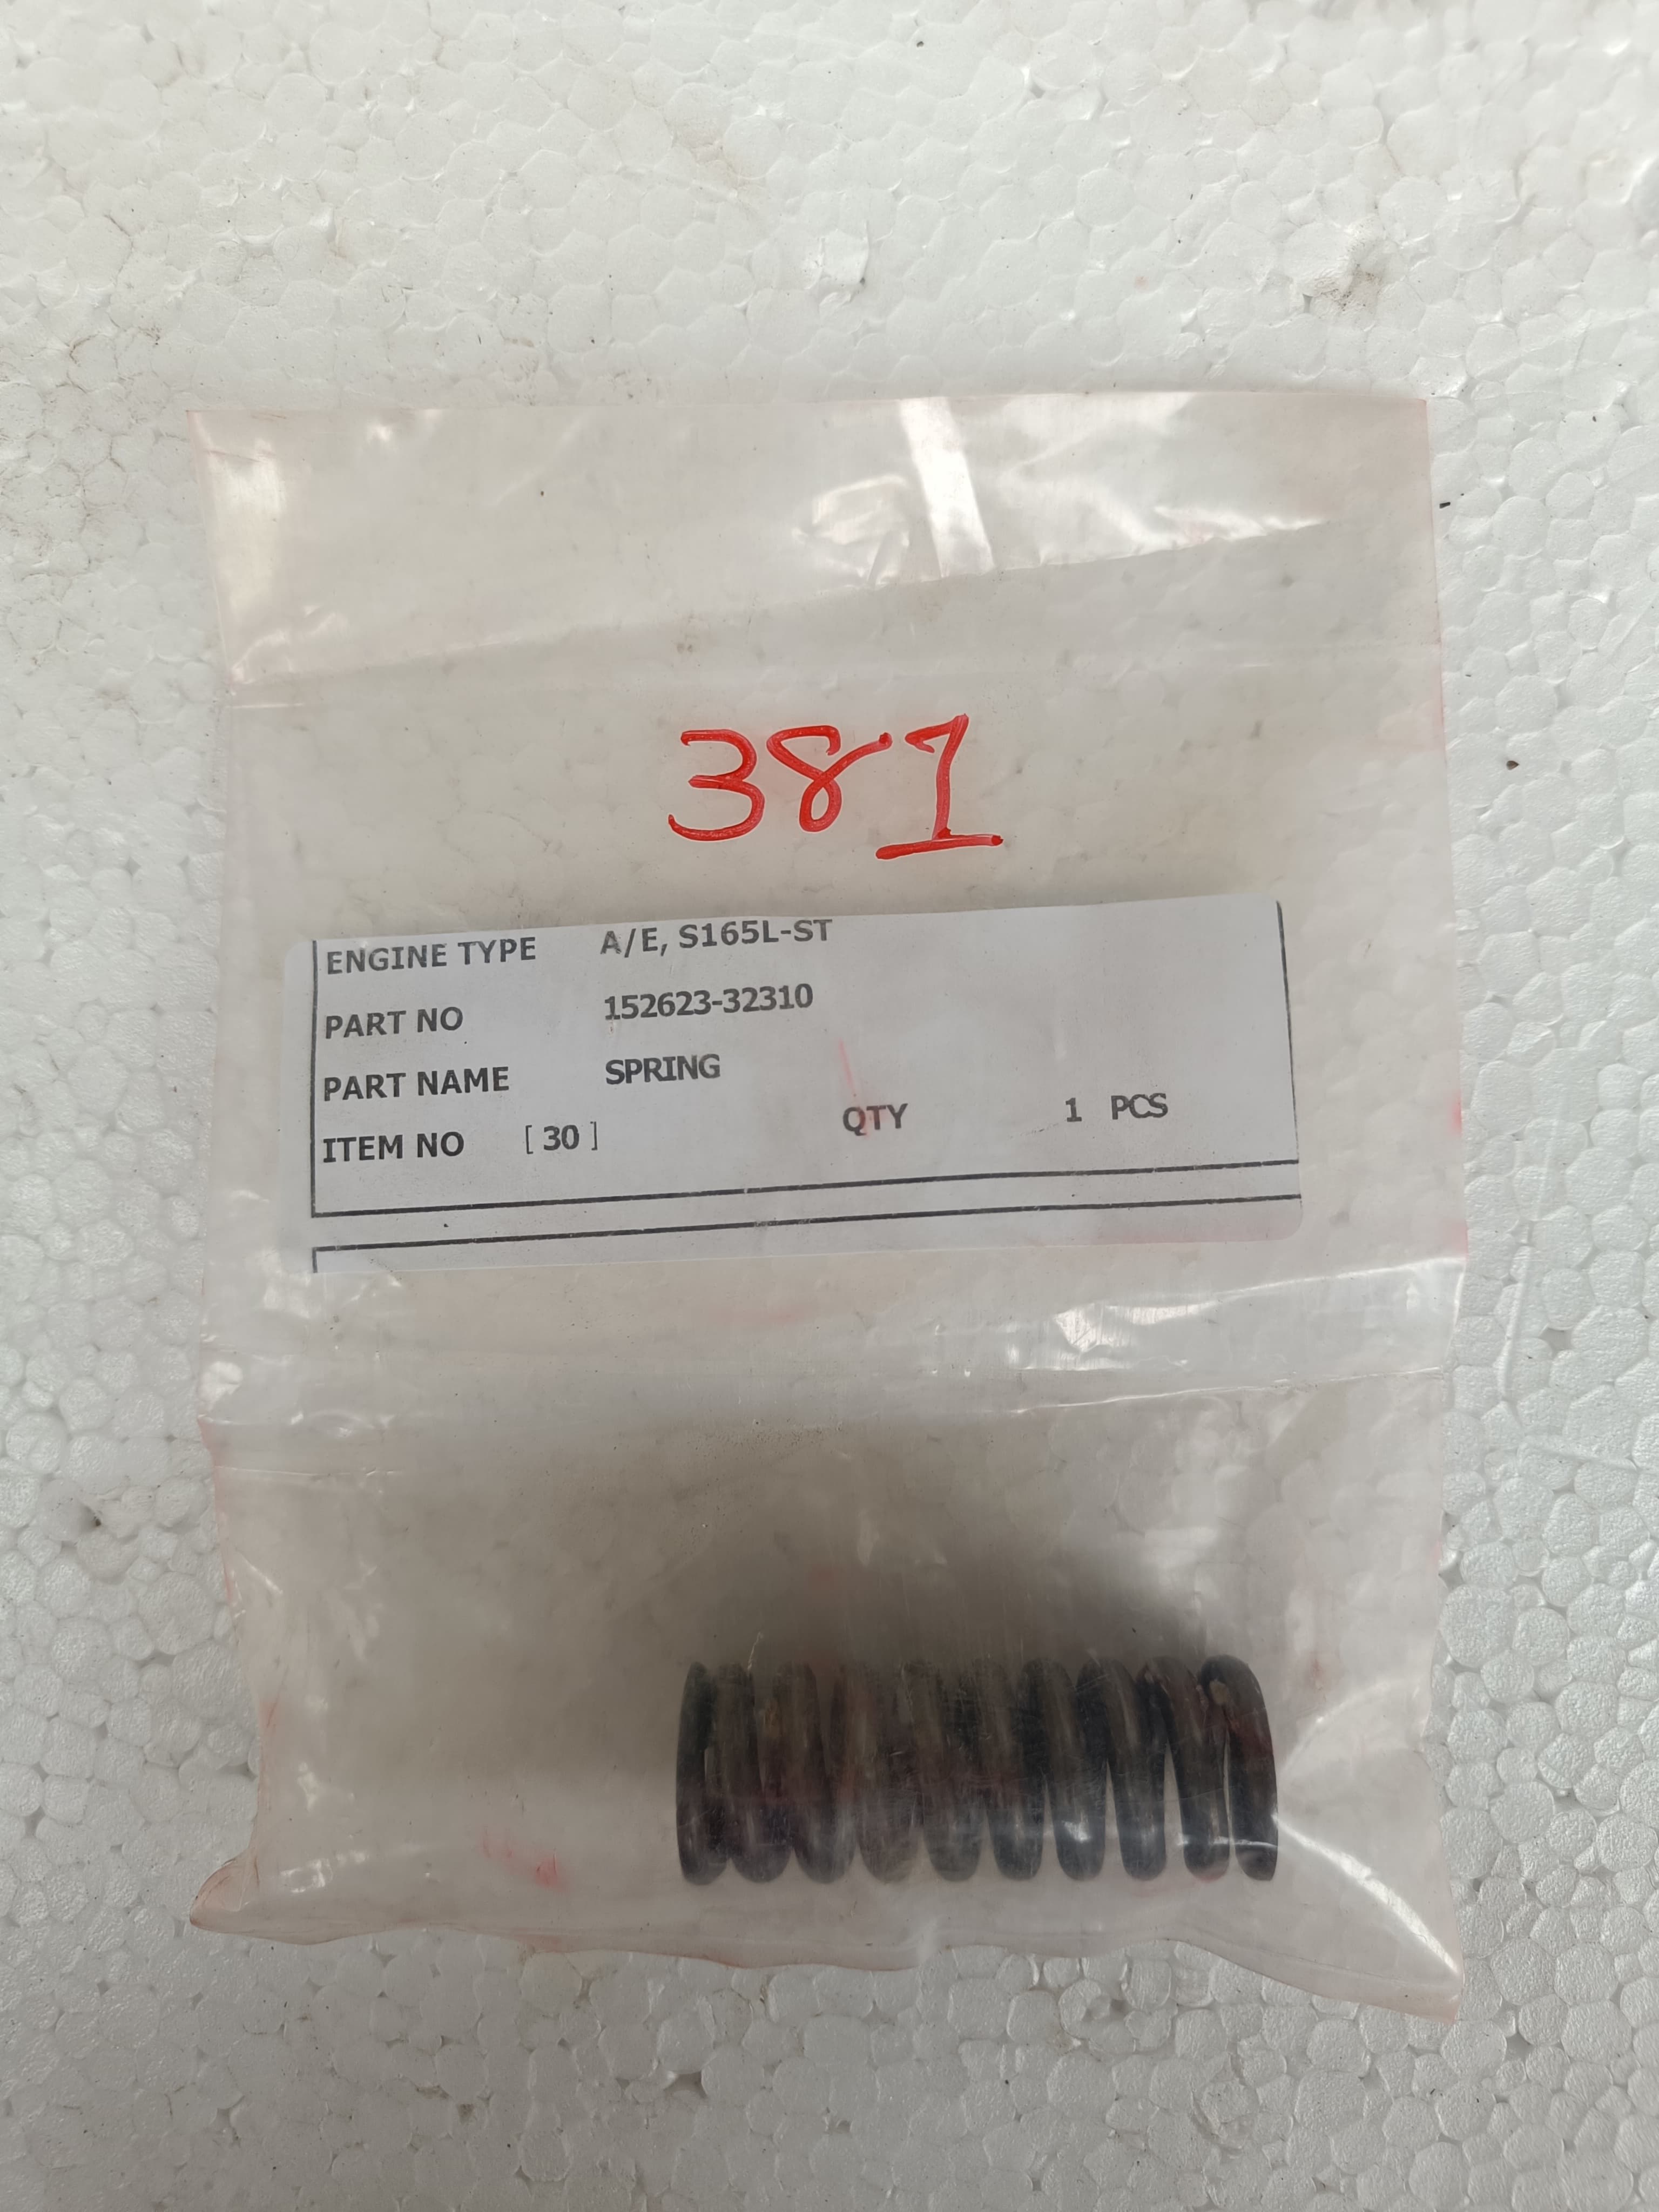 381
ENGINE TYPE A/E, S165L-ST
PART NO 152623-32310
PART NAME SPRING
ITEM NO [ 30 ] QTY 1 PCS